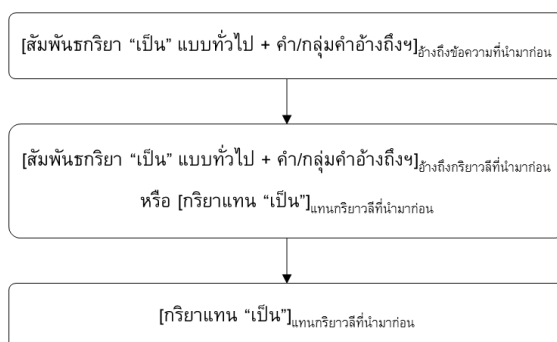 [สัมพันธกริยา “เป็น” แบบทั่วไป + คำ/กลุ่มคำอ้างถึงฯ]อ้างถึงข้อความที่นำมาก่อน
[สัมพันธกริยา “เป็น” แบบทั่วไป + คำ/กลุ่มคำอ้างถึงฯ]อ้างถึงกริยาวลีที่นำมาก่อน
หรือ [กริยาแทน “เป็น”]แทนกริยาวลีที่นำมาก่อน
[กริยาแทน “เป็น”]แทนกริยาวลีที่นำมาก่อน